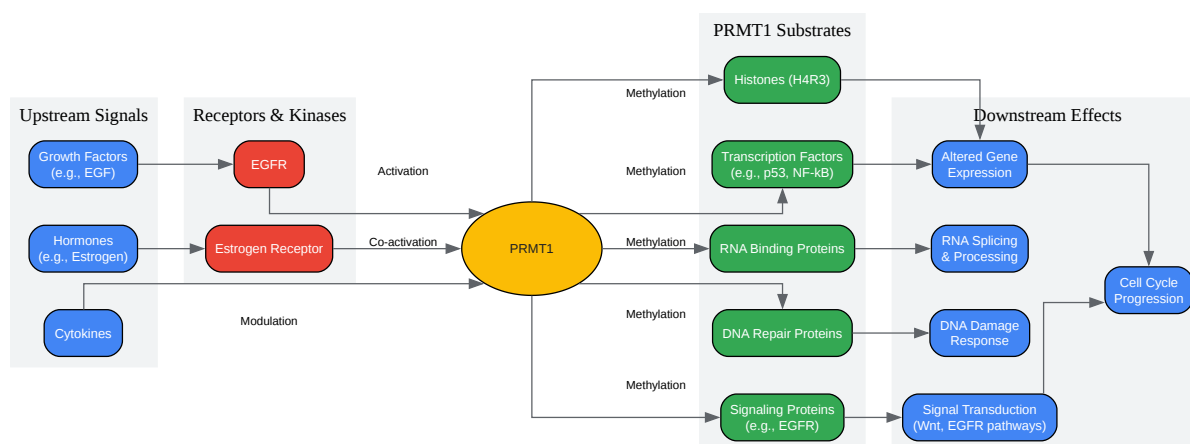 Upstream Signals
Growth Factors
(e.g., EGF)
Hormones
(e.g., Estrogen)
Cytokines
Receptors & Kinases
EGFR
Estrogen Receptor
Activation
Co-activation
Modulation
PRMT1
Methylation
Methylation
Methylation
Methylation
Methylation
PRMT1 Substrates
Histones (H4R3)
Transcription Factors
(e.g., p53, NF-kB)
RNA Binding Proteins
DNA Repair Proteins
Signaling Proteins
(e.g., EGFR)
Downstream Effects
Altered Gene
Expression
RNA Splicing
& Processing
DNA Damage
Response
Signal Transduction
(Wnt, EGFR pathways)
Cell Cycle
Progression